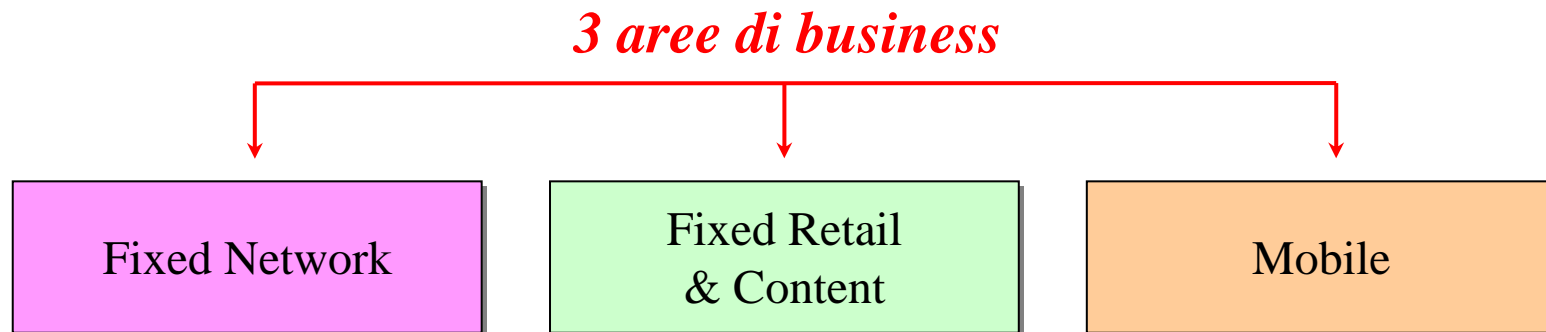 3 aree di business
Fixed Network
Fixed Retail
& Content
Mobile